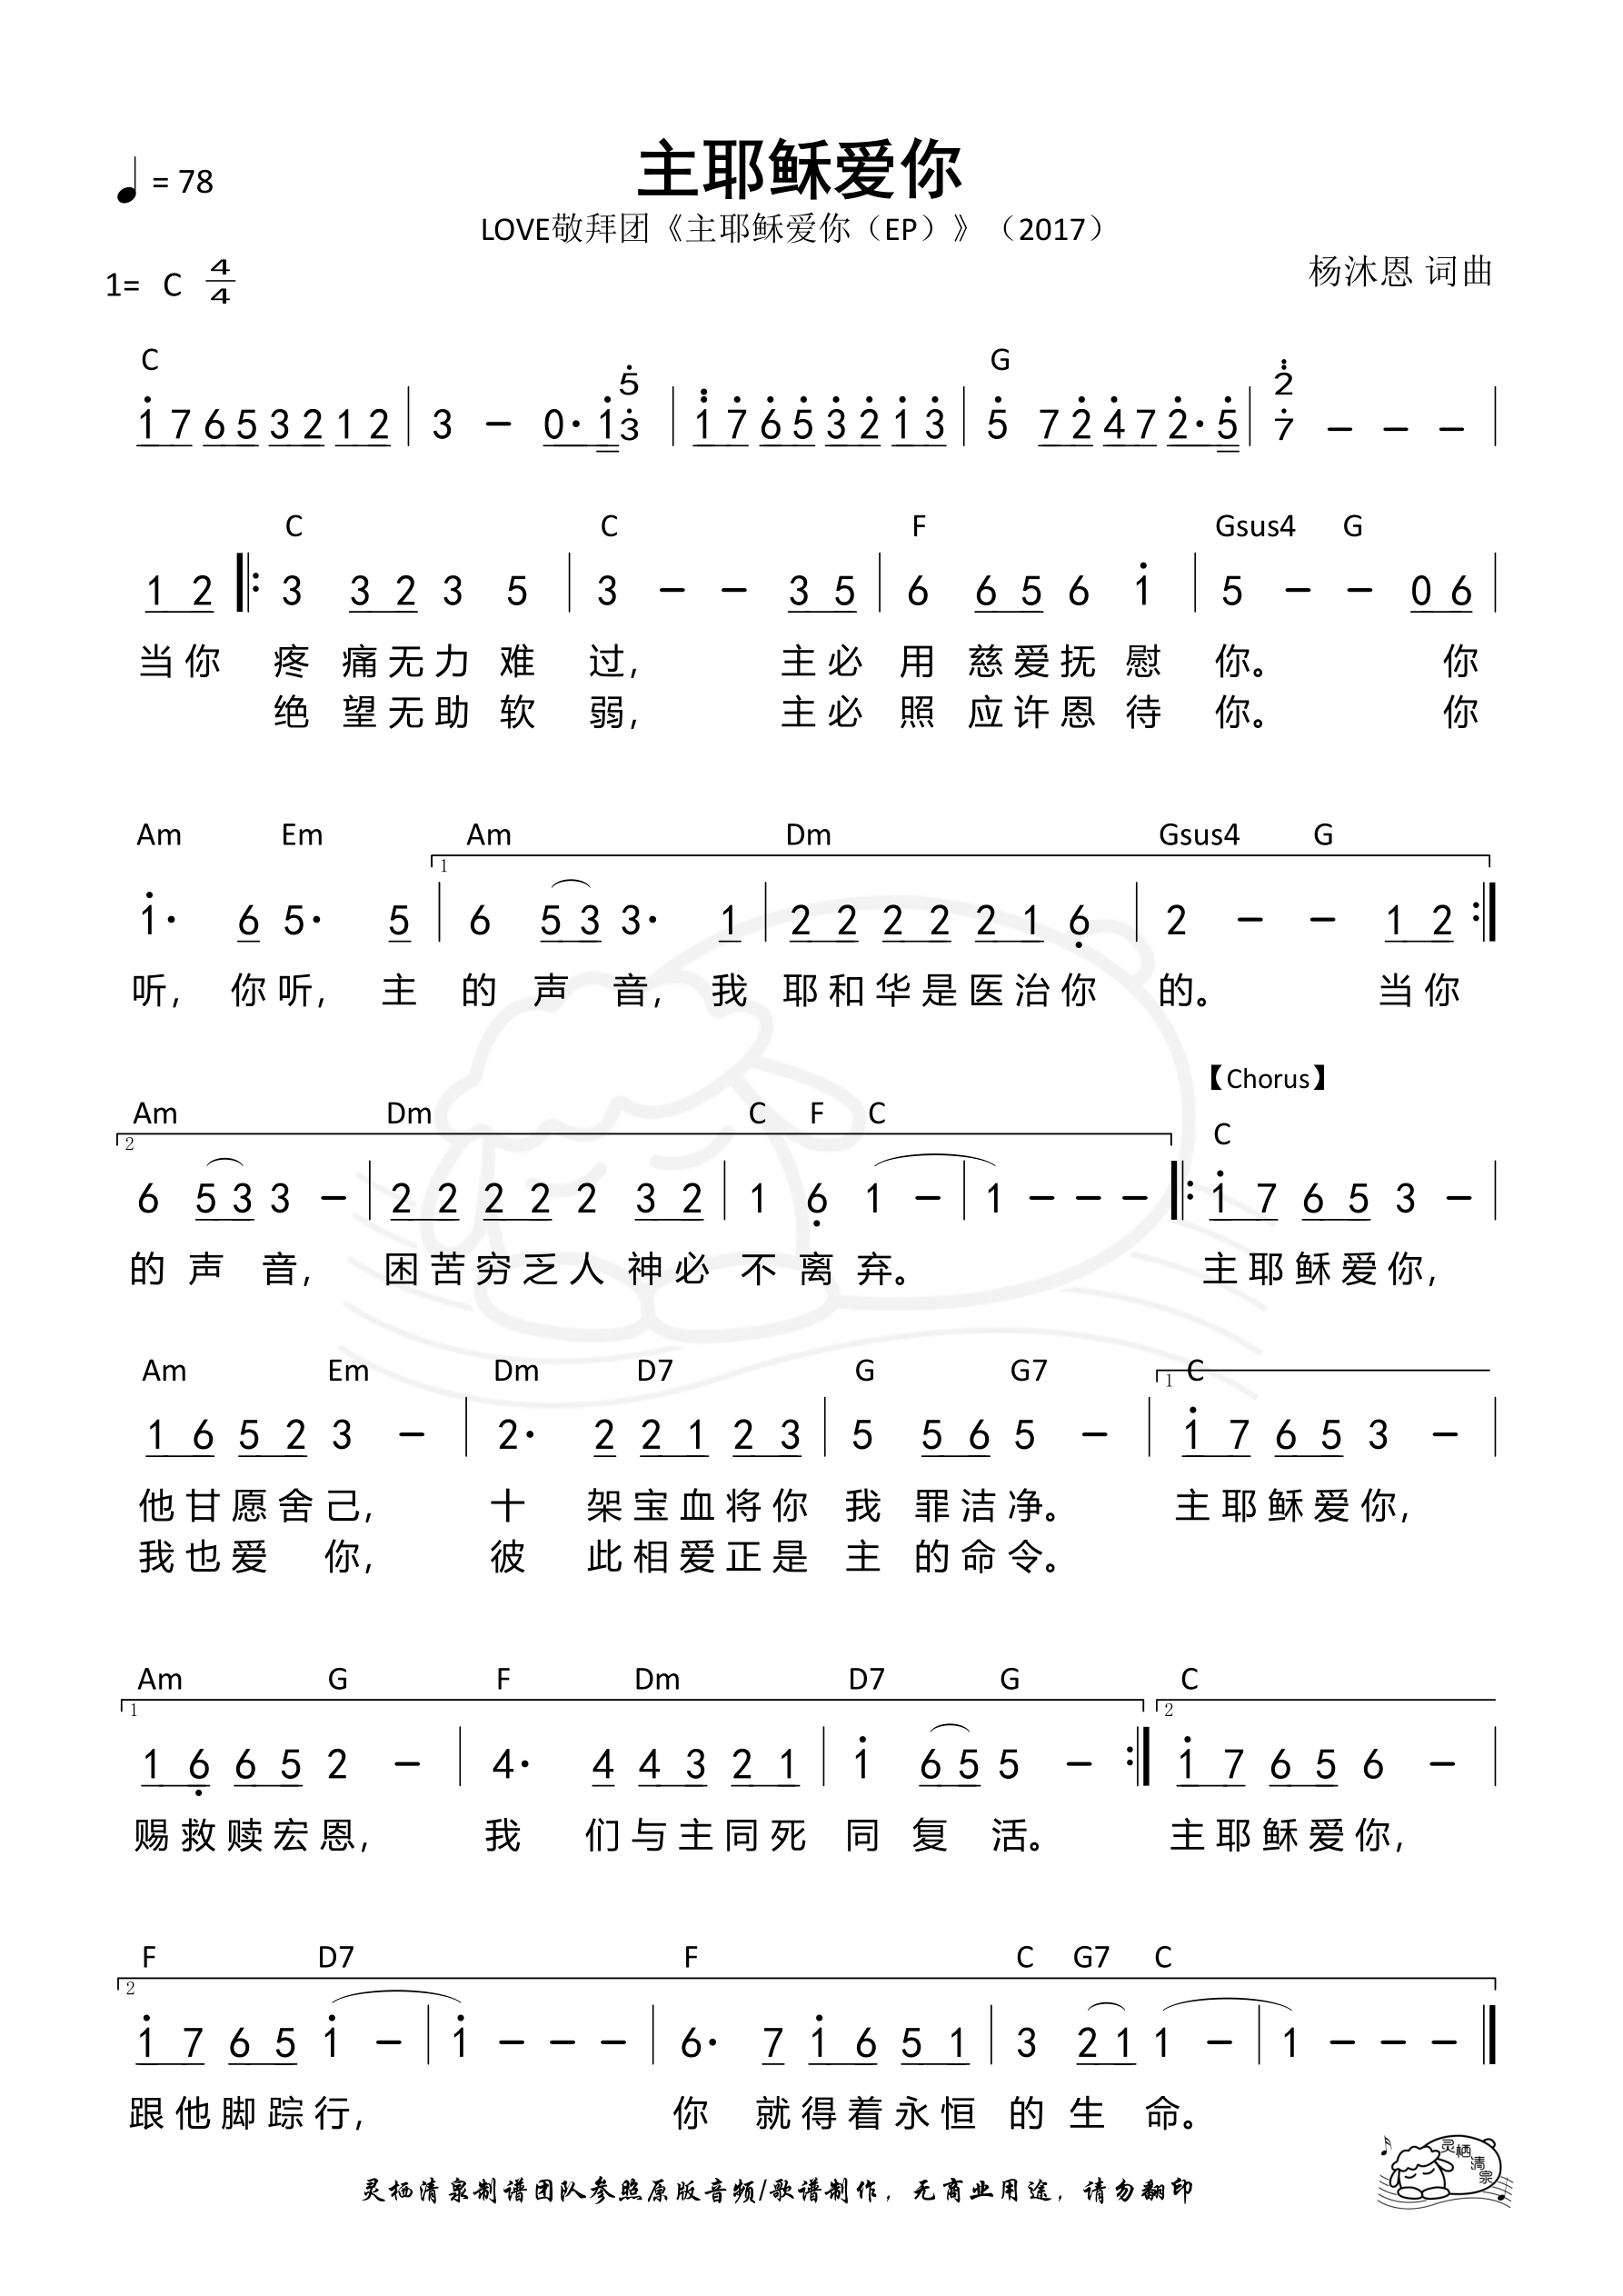 主耶稣爱你
♩ = 78
LOVE敬拜团《主耶稣爱你（EP）》（2017）
1= C 4/4
杨沐恩 词曲
C G
1̇ 7 6 5 3 2 1 2 | 3 – 0· 1̇ 5̇ 3̇ | 1̈ 7̇ 6̇ 5̇ 3̇ 2̇ 1̇ 3̇ | 5̇ 7 2̇ 4̇ 7 2̇· 5̇ | 2̈ 7̇ – – – |
C C F Gsus4 G
1 2 |: 3 3 2 3 5 | 3 – – 3 5 | 6 6 5 6 1̇ | 5 – – 0 6 |
当你 疼 痛无力 难 过, 主必 用 慈爱抚 慰 你。 你
绝 望无助 软 弱, 主必 照 应许恩 待 你。 你
Am Em Am Dm Gsus4 G
1
1̇· 6 5· 5 | 6 5 3 3· 1 | 2 2 2 2 2 1 6̣ | 2 – – 1 2 :|
听, 你听, 主 的 声 音, 我 耶和华是医治你 的。 当你
【Chorus】
Am Dm C F C C
2
6 5 3 3 – | 2 2 2 2 2 3 2 | 1 6̣ 1 – | 1 – – – |: 1̇ 7 6 5 3 – |
的 声 音, 困苦穷乏人 神必 不 离 弃。 主耶稣爱你,
Am Em Dm D7 G G7 C
1
1 6 5 2 3 – | 2· 2 2 1 2 3 | 5 5 6 5 – | 1̇ 7 6 5 3 – |
他甘愿舍己, 十 架宝血将你 我 罪洁净。 主耶稣爱你,
我也爱 你, 彼 此相爱正是 主 的命令。
Am G F Dm D7 G C
1 2
1 6̣ 6 5 2 – | 4· 4 4 3 2 1 | 1̇ 6 5 5 – :| 1̇ 7 6 5 6 – |
赐救赎宏恩, 我 们与主同死 同 复 活。 主耶稣爱你,
F D7 F C G7 C
2
1̇ 7 6 5 1̇ – | 1̇ – – – | 6· 7 1̇ 6 5 1 | 3 2 1 1 – | 1 – – – ||
跟他脚踪行, 你 就得着永恒 的 生 命。
灵栖清泉
灵栖清泉制谱团队参照原版音频/歌谱制作，无商业用途，请勿翻印